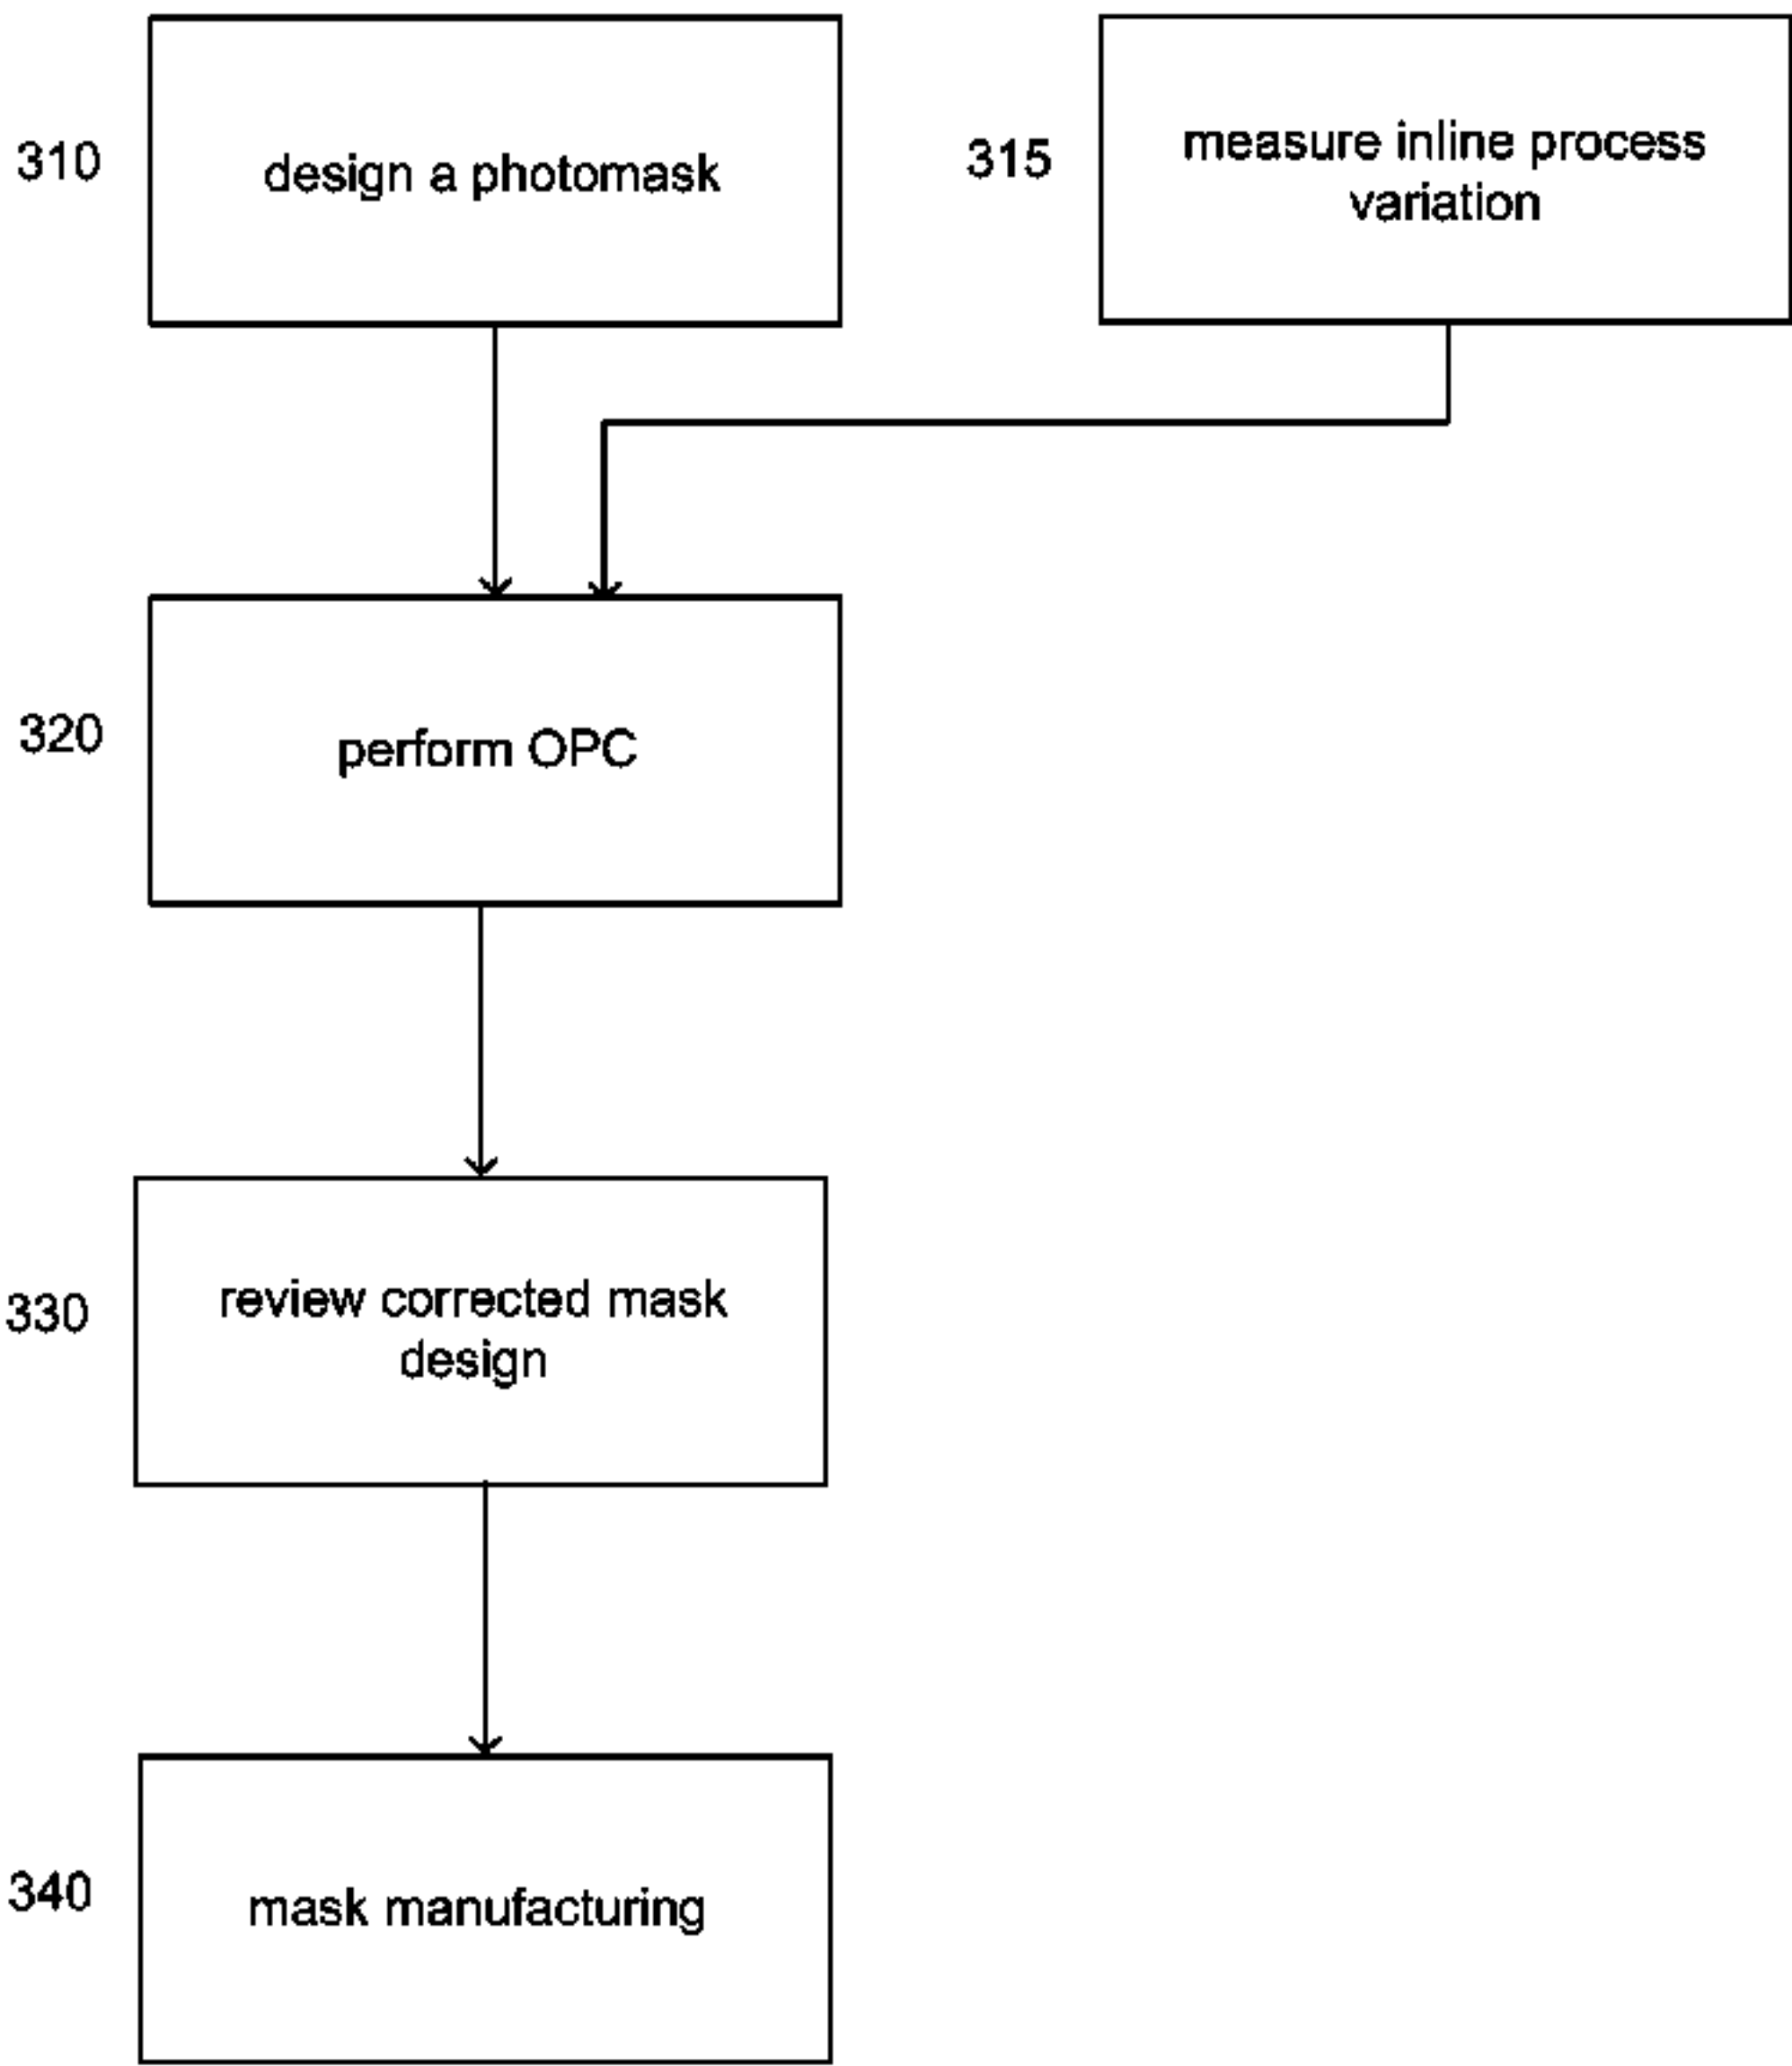 310
design a photomask
315
measure inline process
variation
320
perform OPC
330
review corrected mask
design
340
mask manufacturing